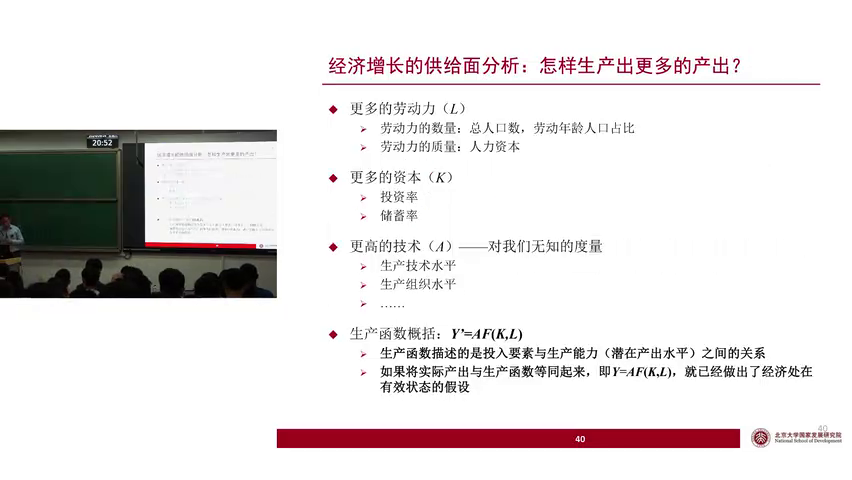 经济增长的供给面分析：怎样生产出更多的产出？
更多的劳动力（L）
劳动力的数量：总人口数，劳动年龄人口占比
劳动力的质量：人力资本
更多的资本（K）
投资率
储蓄率
更高的技术（A）——对我们无知的度量
生产技术水平
生产组织水平
……
生产函数概括：Y’=AF(K,L)
生产函数描述的是投入要素与生产能力（潜在产出水平）之间的关系
如果将实际产出与生产函数等同起来，即Y=AF(K,L)，就已经做出了经济处在
有效状态的假设
20:52
40
40
北京大学国家发展研究院
National School of Development